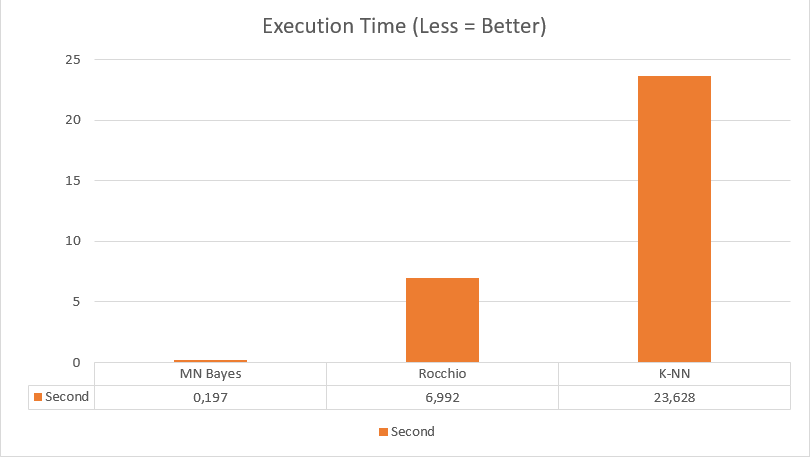 Execution Time (Less = Better)
25
20
15
10
5
0
MN Bayes Rocchio K-NN
Second 0,197 6,992 23,628
Second